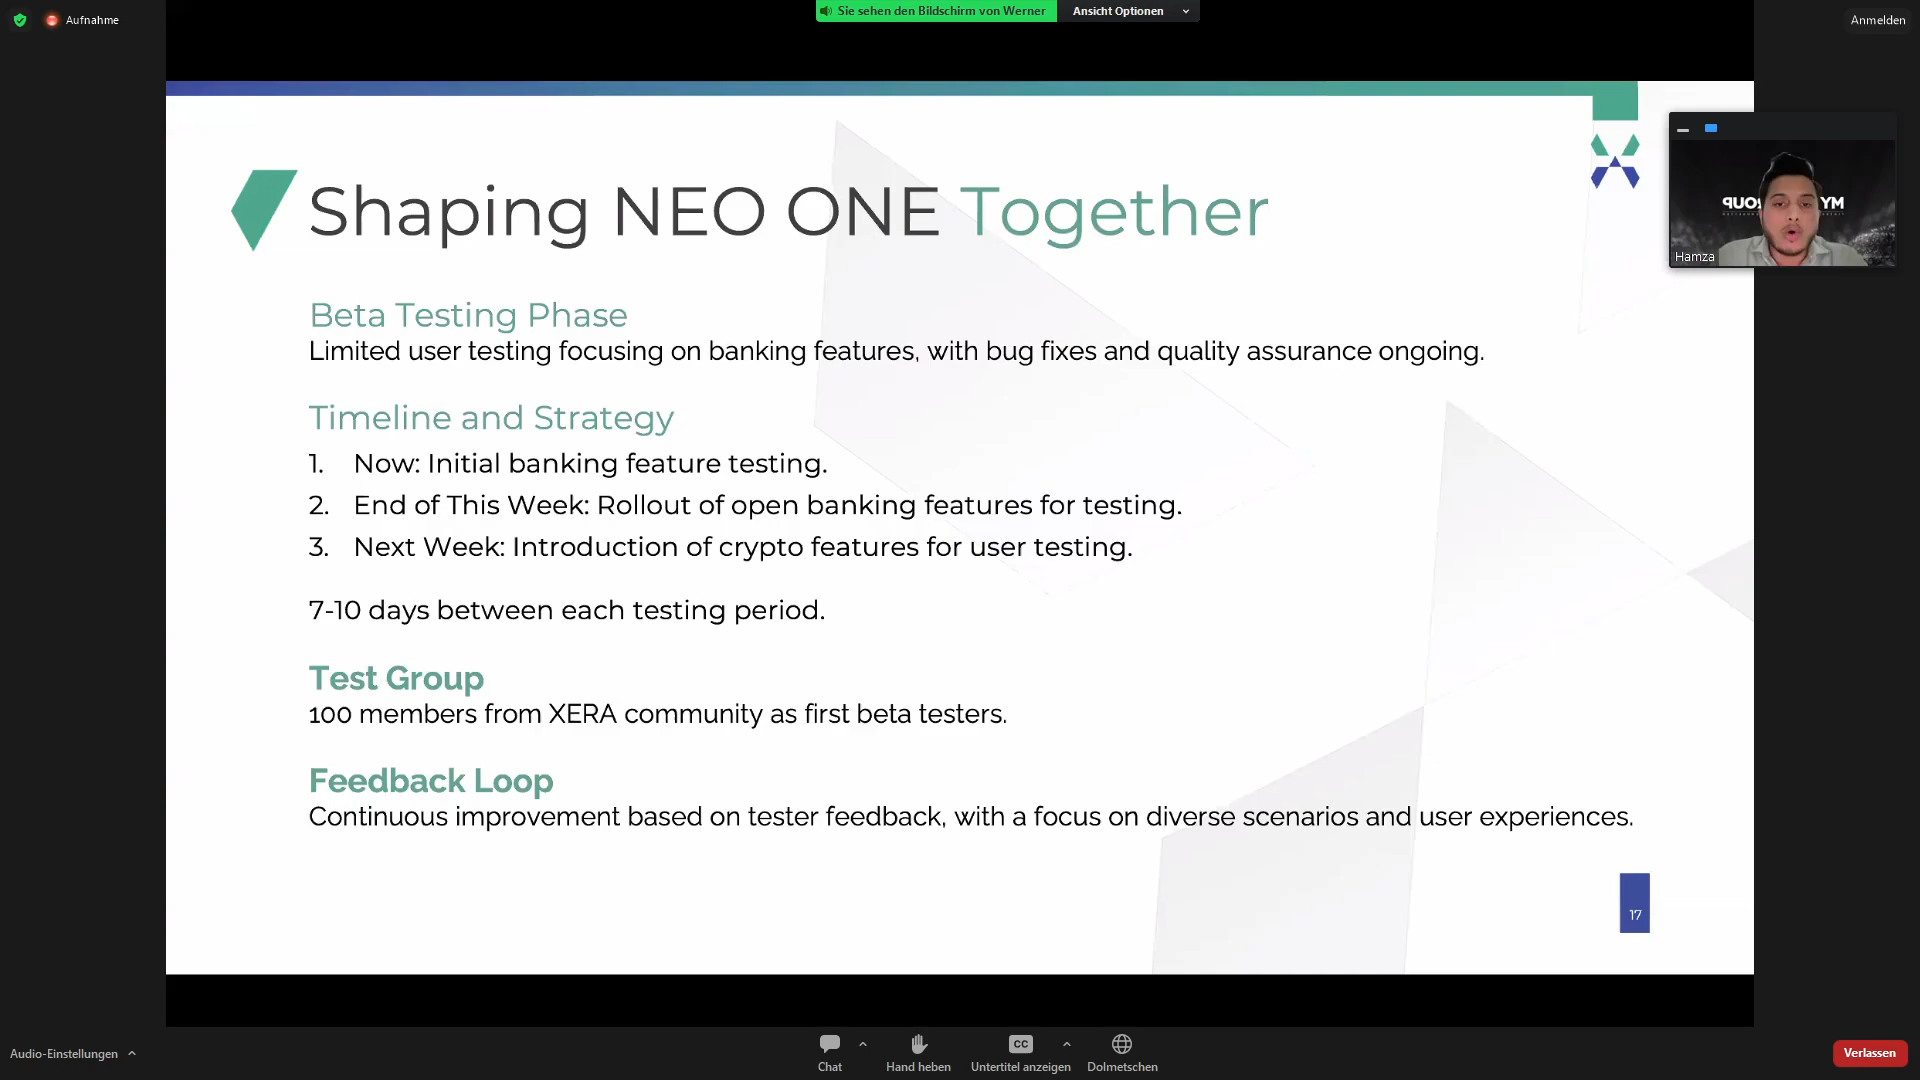 Aufnahme
Sie sehen den Bildschirm von Werner
Ansicht Optionen
Anmelden
Shaping NEO ONE Together
Hamza
Beta Testing Phase
Limited user testing focusing on banking features, with bug fixes and quality assurance ongoing.
Timeline and Strategy
1. Now: Initial banking feature testing.
2. End of This Week: Rollout of open banking features for testing.
3. Next Week: Introduction of crypto features for user testing.
7-10 days between each testing period.
Test Group
100 members from XERA community as first beta testers.
Feedback Loop
Continuous improvement based on tester feedback, with a focus on diverse scenarios and user experiences.
17
Audio-Einstellungen
Chat
Hand heben
CC
Untertitel anzeigen
Dolmetschen
Verlassen